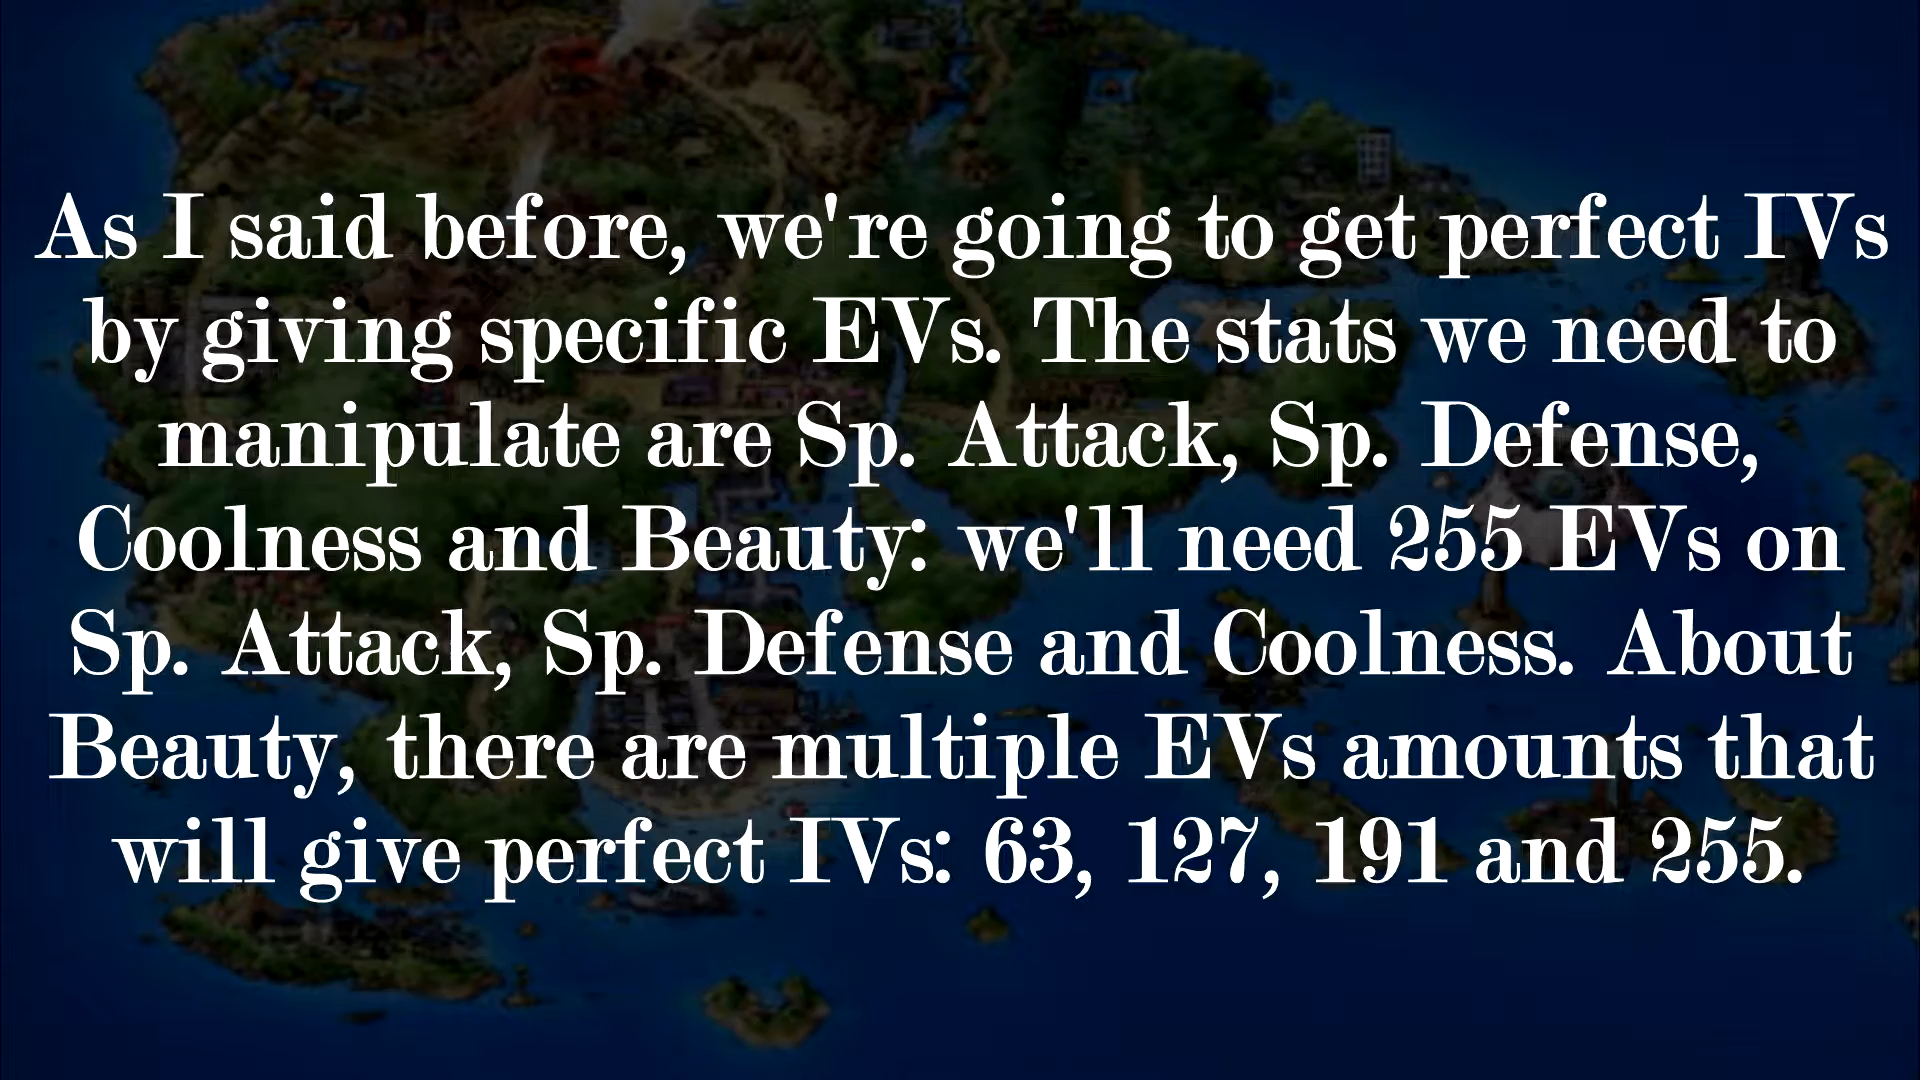 As I said before, we're going to get perfect IVs
by giving specific EVs. The stats we need to
manipulate are Sp. Attack, Sp. Defense,
Coolness and Beauty: we'll need 255 EVs on
Sp. Attack, Sp. Defense and Coolness. About
Beauty, there are multiple EVs amounts that
will give perfect IVs: 63, 127, 191 and 255.